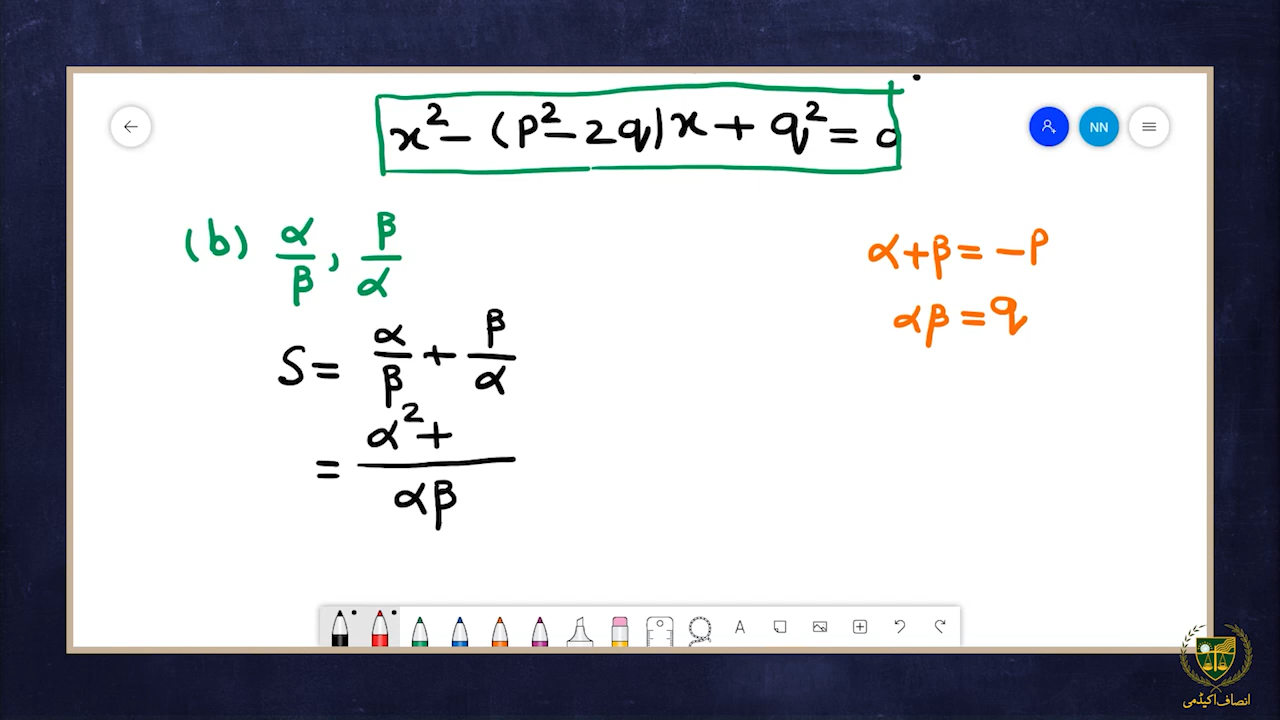 x² - (p² - 2q)x + q² = 0
NN
(b) α/β, β/α
α + β = -p
αβ = q
S = α/β + β/α
= α² + / αβ
A
انصاف اکیڈمی